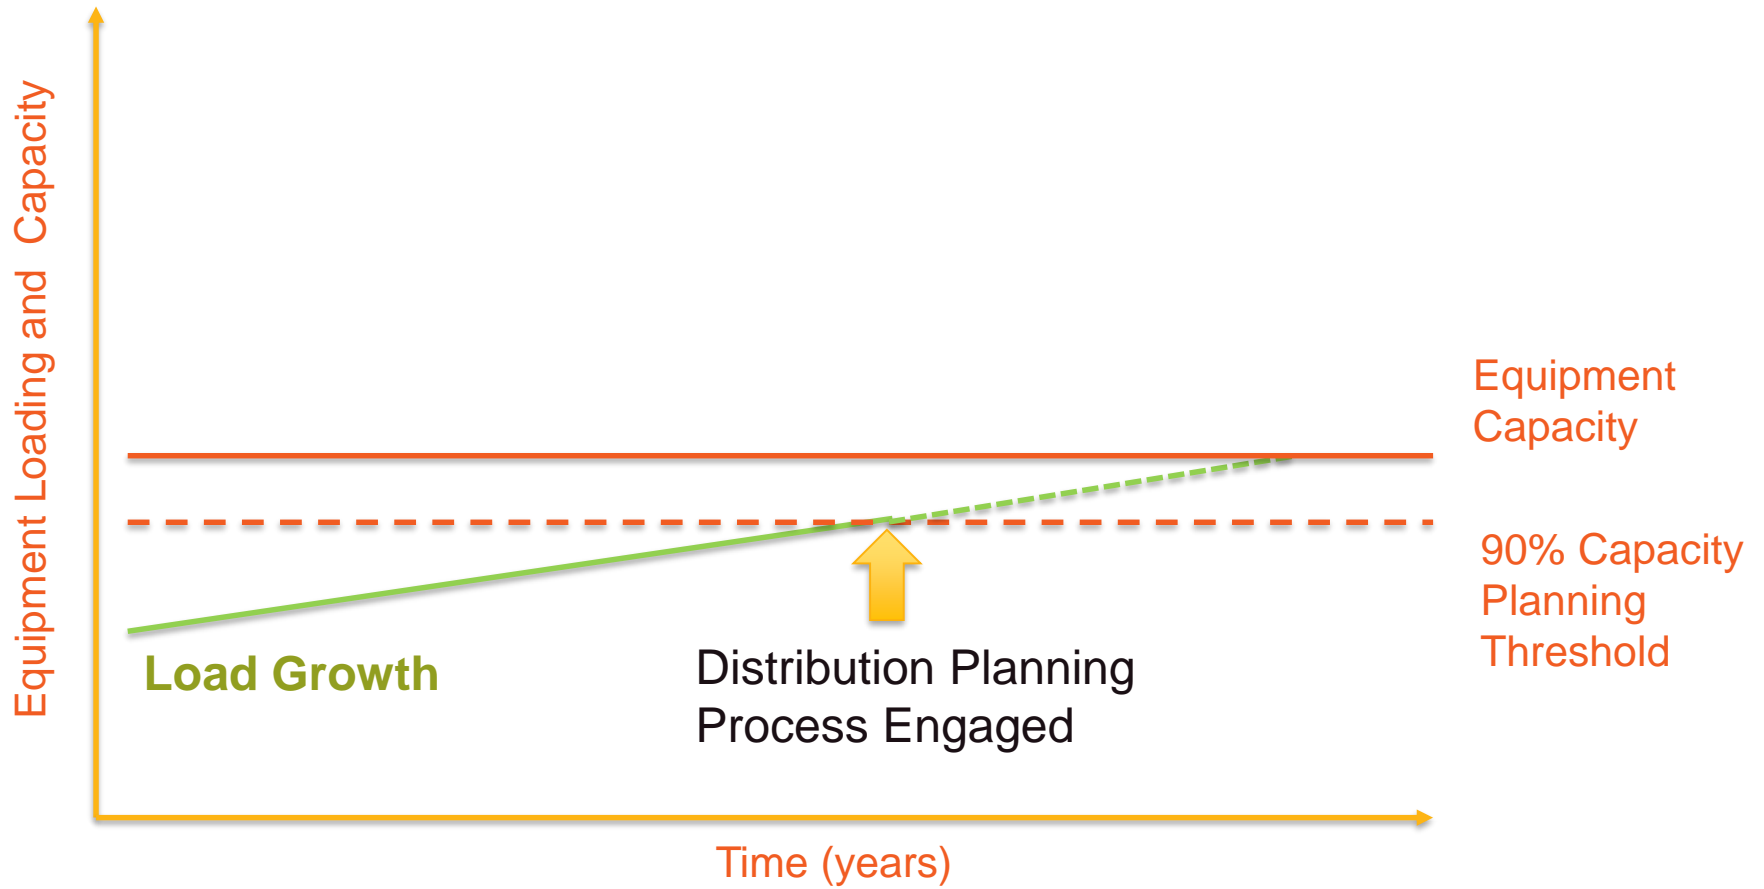 Equipment Loading and Capacity
Equipment
Capacity
90% Capacity
Planning
Threshold
Load Growth
Distribution Planning
Process Engaged
Time (years)